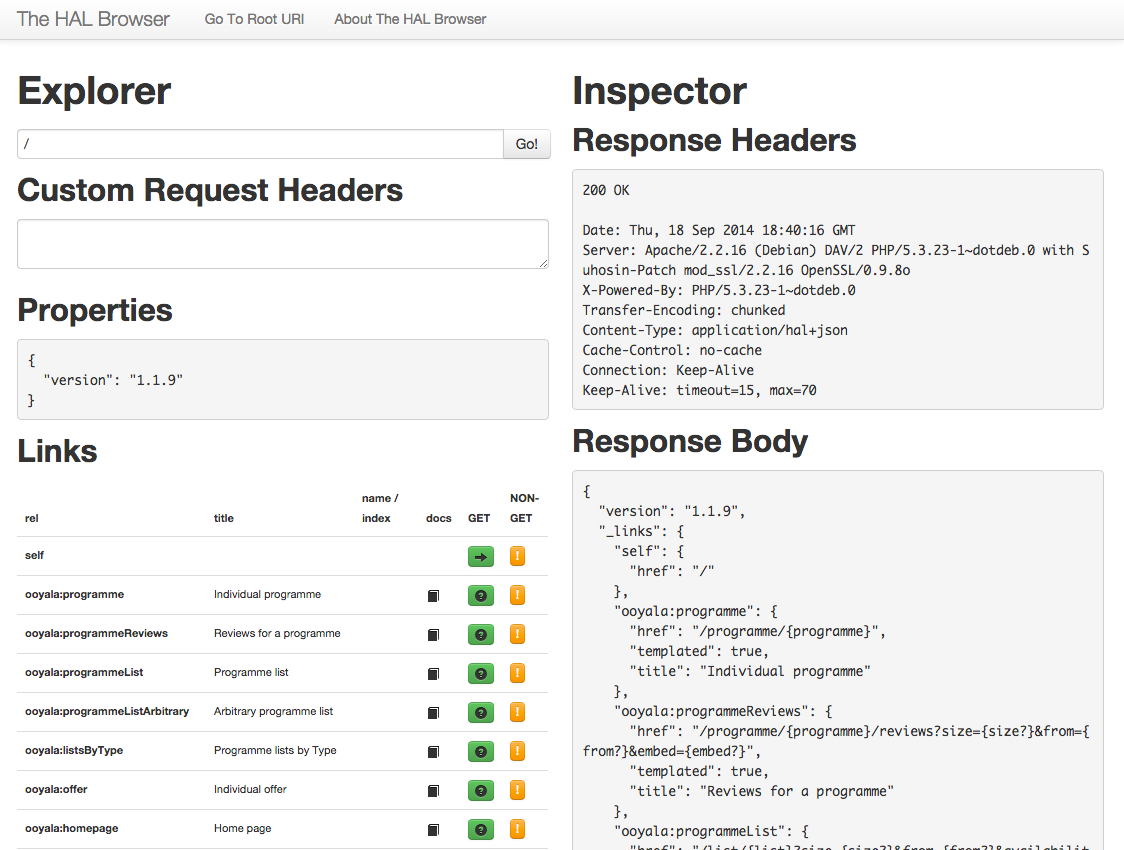 The HAL Browser Go To Root URI About The HAL Browser
Explorer
/ Go!
Custom Request Headers
Properties
{
  "version": "1.1.9"
}
Links
rel title name / index docs GET NON-GET
self
ooyala:programme Individual programme
ooyala:programmeReviews Reviews for a programme
ooyala:programmeList Programme list
ooyala:programmeListArbitrary Arbitrary programme list
ooyala:listsByType Programme lists by Type
ooyala:offer Individual offer
ooyala:homepage Home page
Inspector
Response Headers
200 OK
Date: Thu, 18 Sep 2014 18:40:16 GMT
Server: Apache/2.2.16 (Debian) DAV/2 PHP/5.3.23-1~dotdeb.0 with S
uhosin-Patch mod_ssl/2.2.16 OpenSSL/0.9.8o
X-Powered-By: PHP/5.3.23-1~dotdeb.0
Transfer-Encoding: chunked
Content-Type: application/hal+json
Cache-Control: no-cache
Connection: Keep-Alive
Keep-Alive: timeout=15, max=70
Response Body
{
  "version": "1.1.9",
  "_links": {
    "self": {
      "href": "/"
    },
    "ooyala:programme": {
      "href": "/programme/{programme}",
      "templated": true,
      "title": "Individual programme"
    },
    "ooyala:programmeReviews": {
      "href": "/programme/{programme}/reviews?size={size?}&from={
from?}&embed={embed?}",
      "templated": true,
      "title": "Reviews for a programme"
    },
    "ooyala:programmeList": {